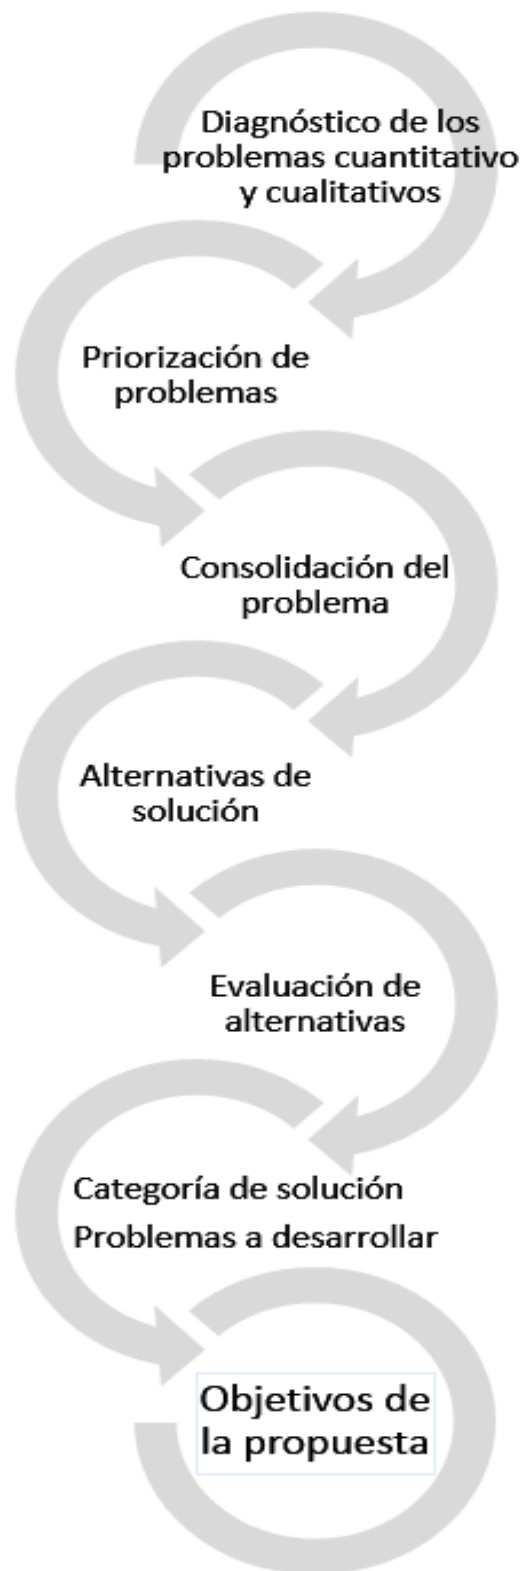 Diagnóstico de los
problemas cuantitativo
y cualitativos
Priorización de
problemas
Consolidación del
problema
Alternativas de
solución
Evaluación de
alternativas
Categoría de solución
Problemas a desarrollar
Objetivos de
la propuesta